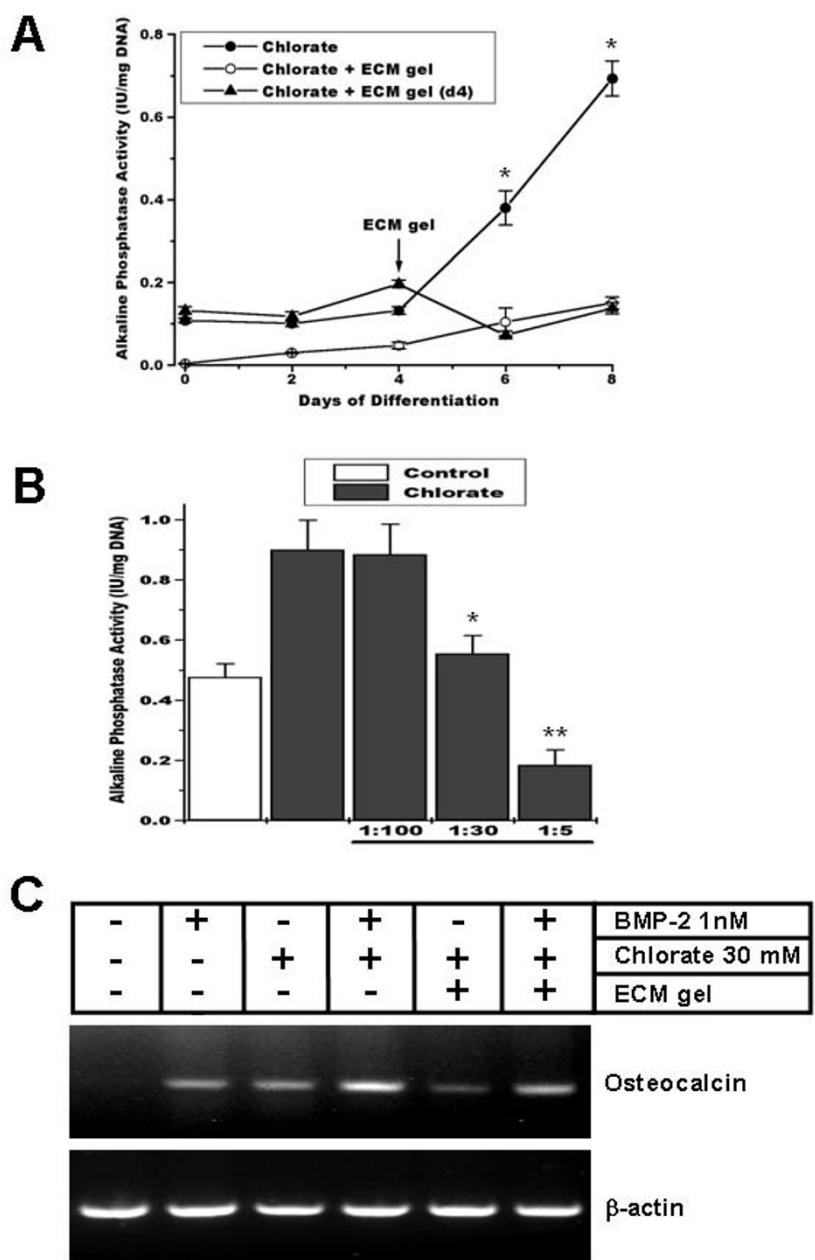 A
Alkaline Phosphatase Activity (IU/mg DNA)
0.8
0.6
0.4
0.2
0.0
Chlorate
Chlorate + ECM gel
Chlorate + ECM gel (d4)
*
*
ECM gel
0 2 4 6 8
Days of Differentiation
B
Control
Chlorate
Alkaline Phosphatase Activity (IU/mg DNA)
1.0
0.8
0.6
0.4
0.2
0.0
*
**
1:100 1:30 1:5
C
- + - + - + BMP-2 1nM
- - + + + + Chlorate 30 mM
- - - - + + ECM gel
Osteocalcin
β-actin